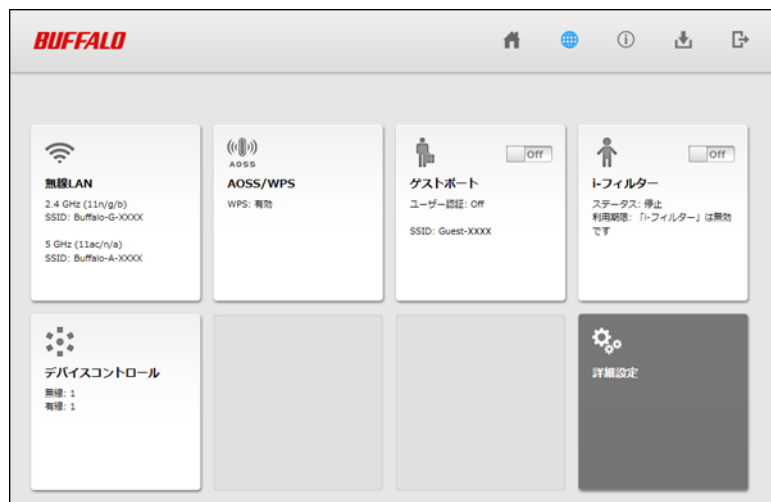 BUFFALO
無線LAN
2.4 GHz (11n/g/b)
SSID: Buffalo-G-XXXX
5 GHz (11ac/n/a)
SSID: Buffalo-A-XXXX
AOSS
AOSS/WPS
WPS: 有効
Off
ゲストポート
ユーザー認証: Off
SSID: Guest-XXXX
Off
i-フィルター
ステータス: 停止
利用期限: 「i-フィルター」は無効
です
デバイスコントロール
無線: 1
有線: 1
詳細設定